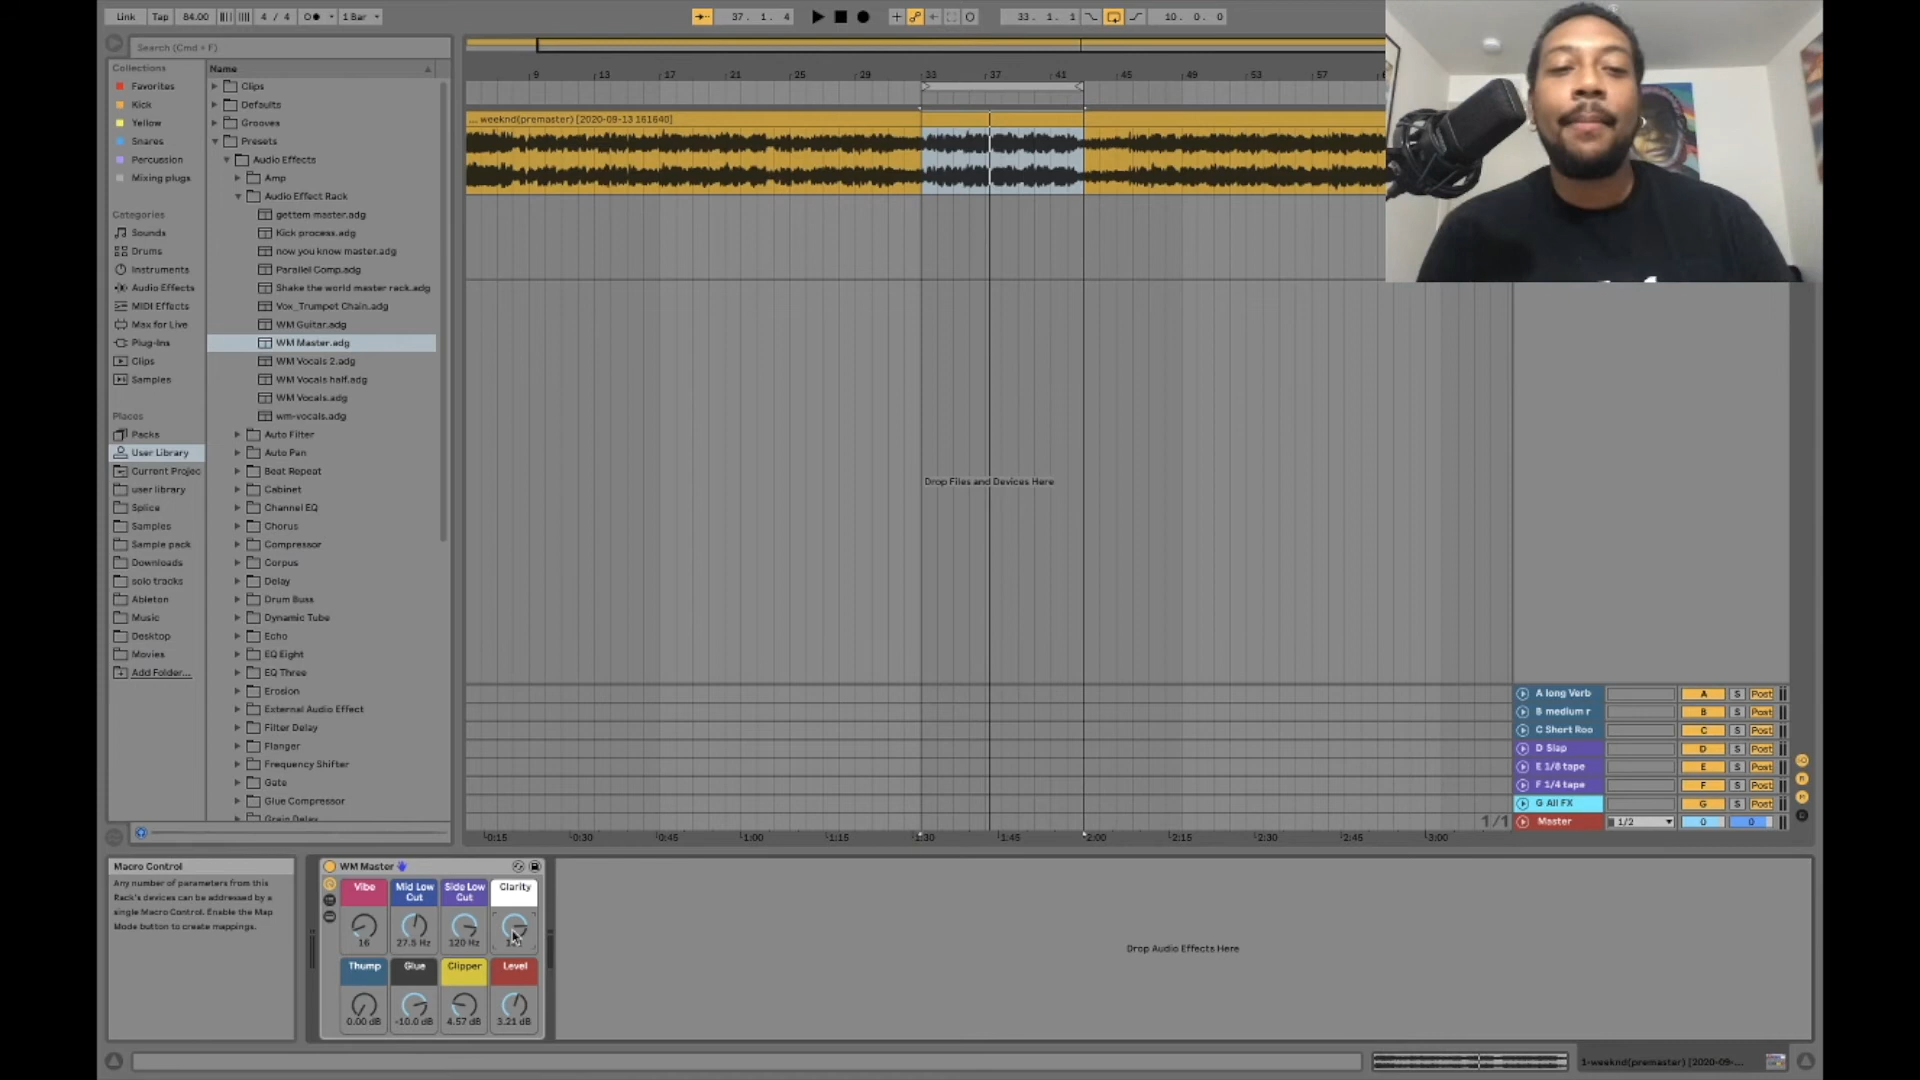 Link Tap 84.00 4 / 4 1 Bar 37. 1. 4 33. 1. 1 10. 0. 0
Search (Cmd + F)
Collections
Favorites
Kick
Yellow
Snares
Percussion
Mixing plugs
Categories
Sounds
Drums
Instruments
Audio Effects
MIDI Effects
Max for Live
Plug-Ins
Clips
Samples
Places
Packs
User Library
Current Projec
user library
Splice
Samples
Sample pack
Downloads
solo tracks
Ableton
Music
Desktop
Movies
Add Folder...
Name
Clips
Defaults
Grooves
Presets
Audio Effects
Amp
Audio Effect Rack
gettem master.adg
Kick process.adg
now you know master.adg
Parallel Comp.adg
Shake the world master rack.adg
Vox_Trumpet Chain.adg
WM Guitar.adg
WM Master.adg
WM Vocals 2.adg
WM Vocals half.adg
WM Vocals.adg
wm-vocals.adg
Auto Filter
Auto Pan
Beat Repeat
Cabinet
Channel EQ
Chorus
Compressor
Corpus
Delay
Drum Buss
Dynamic Tube
Echo
EQ Eight
EQ Three
Erosion
External Audio Effect
Filter Delay
Flanger
Frequency Shifter
Gate
Glue Compressor
Grain Delay
9 13 17 21 25 29 33 37 41 45 49 53 57
... weeknd(premaster) [2020-09-13 161640]
Drop Files and Devices Here
A long Verb A S Post
B medium r B S Post
C Short Roo C S Post
D Slap D S Post
E 1/8 tape E S Post
F 1/4 tape F S Post
G All FX G S Post
1/1 Master 1/2 0 0
0:15 0:30 0:45 1:00 1:15 1:30 1:45 2:00 2:15 2:30 2:45 3:00
Macro Control
Any number of parameters from this
Rack's devices can be addressed by a
single Macro Control. Enable the Map
Mode button to create mappings.
WM Master
Vibe Mid Low Cut Side Low Cut Clarity
16 27.5 Hz 120 Hz
Thump Glue Clipper Level
0.00 dB -10.0 dB 4.57 dB 3.21 dB
Drop Audio Effects Here
1-weeknd(premaster) [2020-09-...